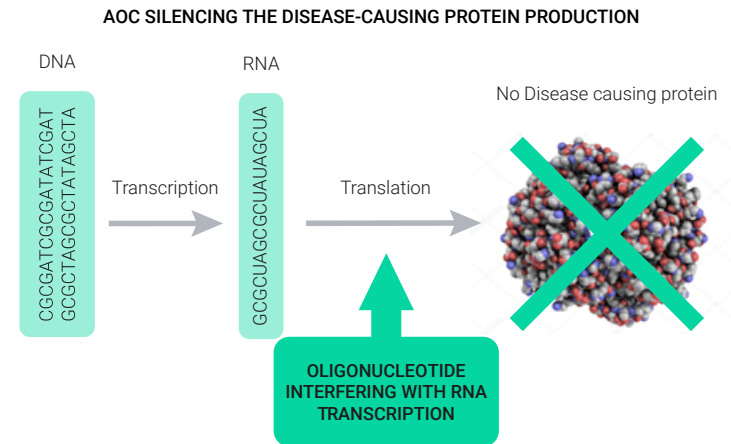 AOC SILENCING THE DISEASE-CAUSING PROTEIN PRODUCTION
DNA
RNA
No Disease causing protein
CGCGATCGCGATATCGAT
GCGCTAGCGCTATAGCTA
Transcription
GCGCUAGCGCUAUAGCUA
Translation
OLIGONUCLEOTIDE
INTERFERING WITH RNA
TRANSCRIPTION